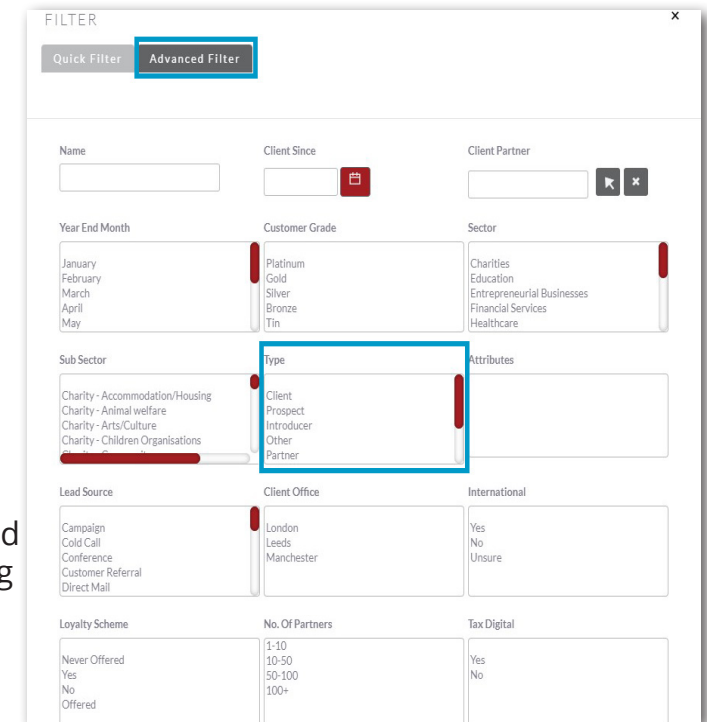 FILTER
x
Quick Filter Advanced Filter
Name Client Since Client Partner
Year End Month Customer Grade Sector
January Platinum Charities
February Gold Education
March Silver Entrepreneurial Businesses
April Bronze Financial Services
May Tin Healthcare
Sub Sector Type Attributes
Charity - Accommodation/Housing Client
Charity - Animal welfare Prospect
Charity - Arts/Culture Introducer
Charity - Children Organisations Other
Partner
Lead Source Client Office International
Campaign London Yes
Cold Call Leeds No
Conference Manchester Unsure
Customer Referral
Direct Mail
d
g
Loyalty Scheme No. Of Partners Tax Digital
1-10
Never Offered 10-50 Yes
Yes 50-100 No
No 100+
Offered